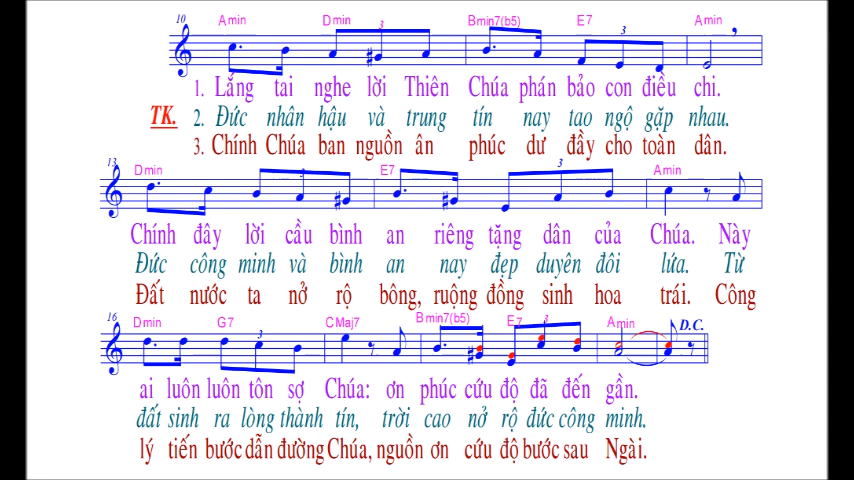 10 Amin Dmin 3 Bmin7(b5) E7 3 Amin
1. Lắng tai nghe lời Thiên Chúa phán bảo con điều chi.
TK. 2. Đức nhân hậu và trung tín nay tao ngộ gặp nhau.
3. Chính Chúa ban nguồn ân phúc dư đầy cho toàn dân.
13 Dmin 3 E7 3 Amin
Chính đây lời cầu bình an riêng tặng dân của Chúa. Này
Đức công minh và bình an nay đẹp duyên đôi lứa. Từ
Đất nước ta nở rộ bông, ruộng đồng sinh hoa trái. Công
16 Dmin G7 3 CMaj7 Bmin7(b5) E7 3 Amin D.C.
ai luôn luôn tôn sợ Chúa: ơn phúc cứu độ đã đến gần.
đất sinh ra lòng thành tín, trời cao nở rộ đức công minh.
lý tiến bước dẫn đường Chúa, nguồn ơn cứu độ bước sau Ngài.